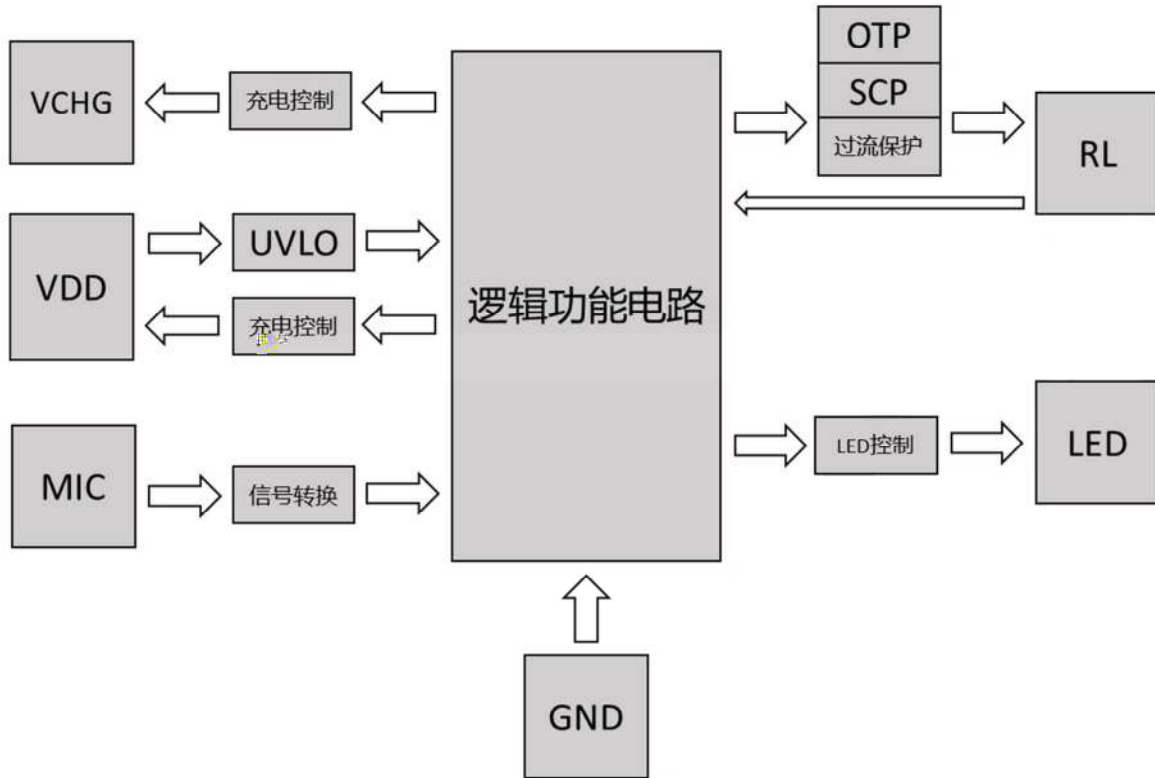 VCHG
充电控制
OTP
SCP
过流保护
RL
VDD
UVLO
充电控制
逻辑功能电路
MIC
信号转换
LED控制
LED
GND